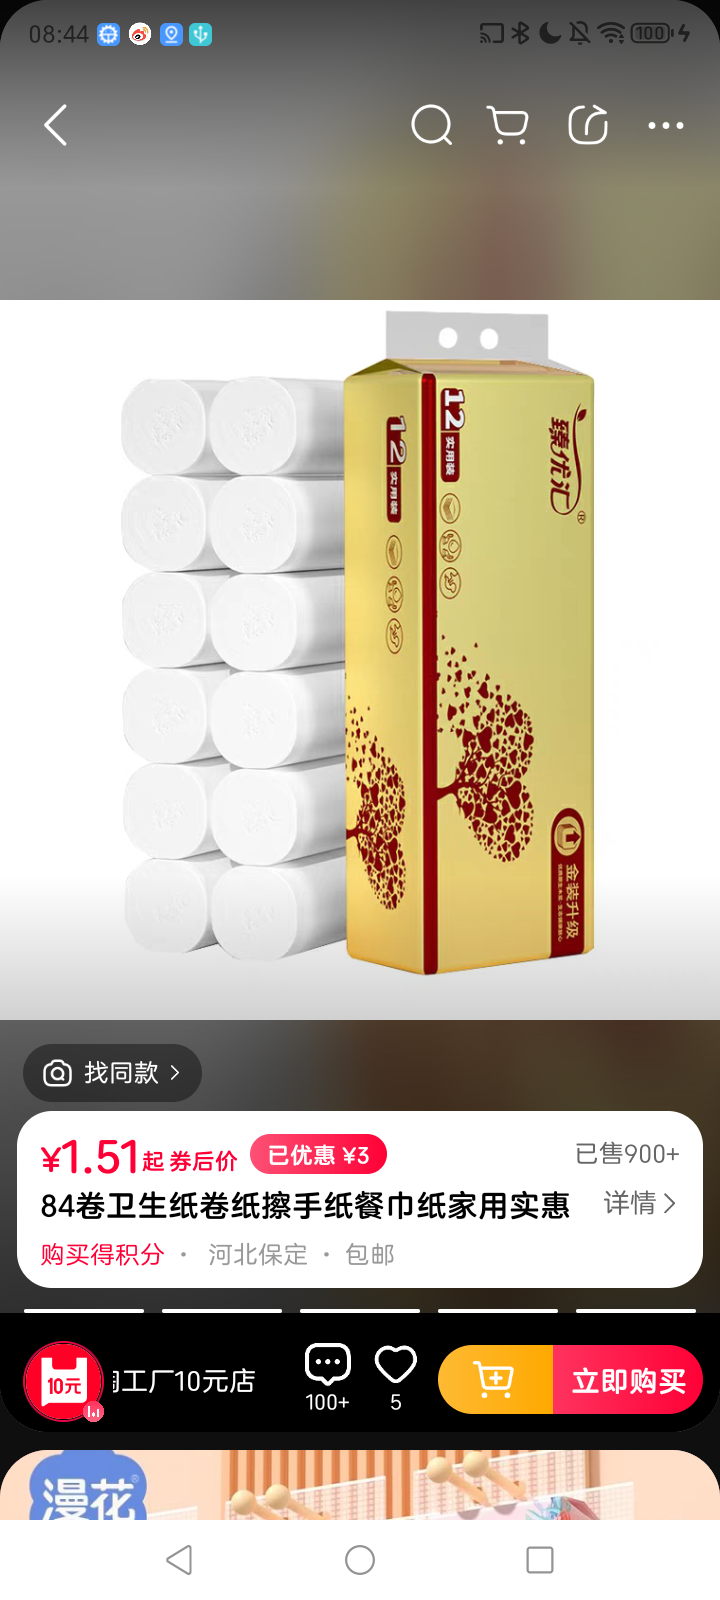 08:44
100
12
实用装
12
实用装
臻优汇
®
金装升级
找同款
¥1.51起 券后价
已优惠 ¥3
已售900+
84卷卫生纸卷纸擦手纸餐巾纸家用实惠
详情
购买得积分 · 河北保定 · 包邮
10元
工厂10元店
100+
5
立即购买
漫花
®